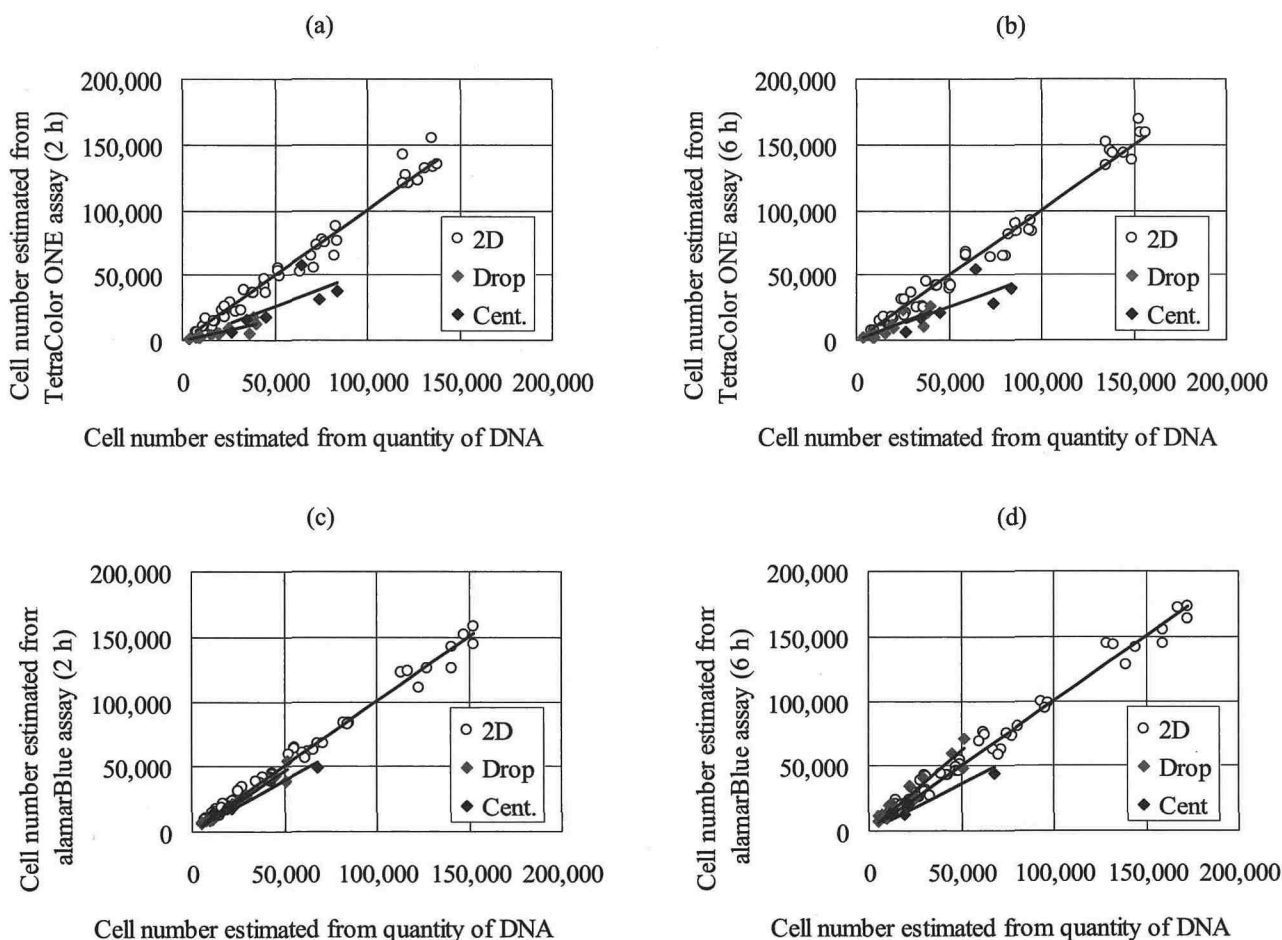 (a)
200,000
150,000
100,000
50,000
0
0 50,000 100,000 150,000 200,000
Cell number estimated from
TetraColor ONE assay (2 h)
2D
Drop
Cent.
Cell number estimated from quantity of DNA
(b)
200,000
150,000
100,000
50,000
0
0 50,000 100,000 150,000 200,000
Cell number estimated from
TetraColor ONE assay (6 h)
2D
Drop
Cent.
Cell number estimated from quantity of DNA
(c)
200,000
150,000
100,000
50,000
0
0 50,000 100,000 150,000 200,000
Cell number estimated from
alamarBlue assay (2 h)
2D
Drop
Cent.
Cell number estimated from quantity of DNA
(d)
200,000
150,000
100,000
50,000
0
0 50,000 100,000 150,000 200,000
Cell number estimated from
alamarBlue assay (6 h)
2D
Drop
Cent
Cell number estimated from quantity of DNA